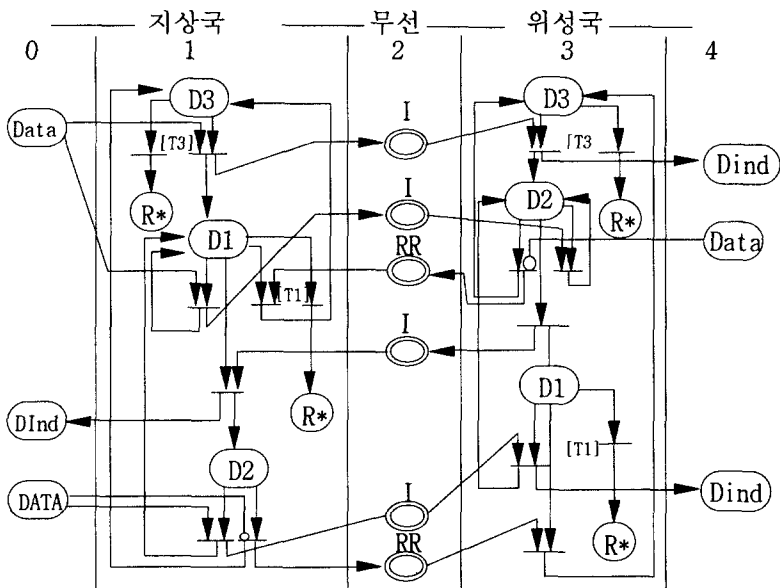 지상국 무선 위성국
0 1 2 3 4
D3 I D3
Data [T3] [T3 Dind
I D2
R* R*
D1 RR Data
[T1]
I
D1
DInd R*
D2 [T1]
I
DATA Dind
RR R*